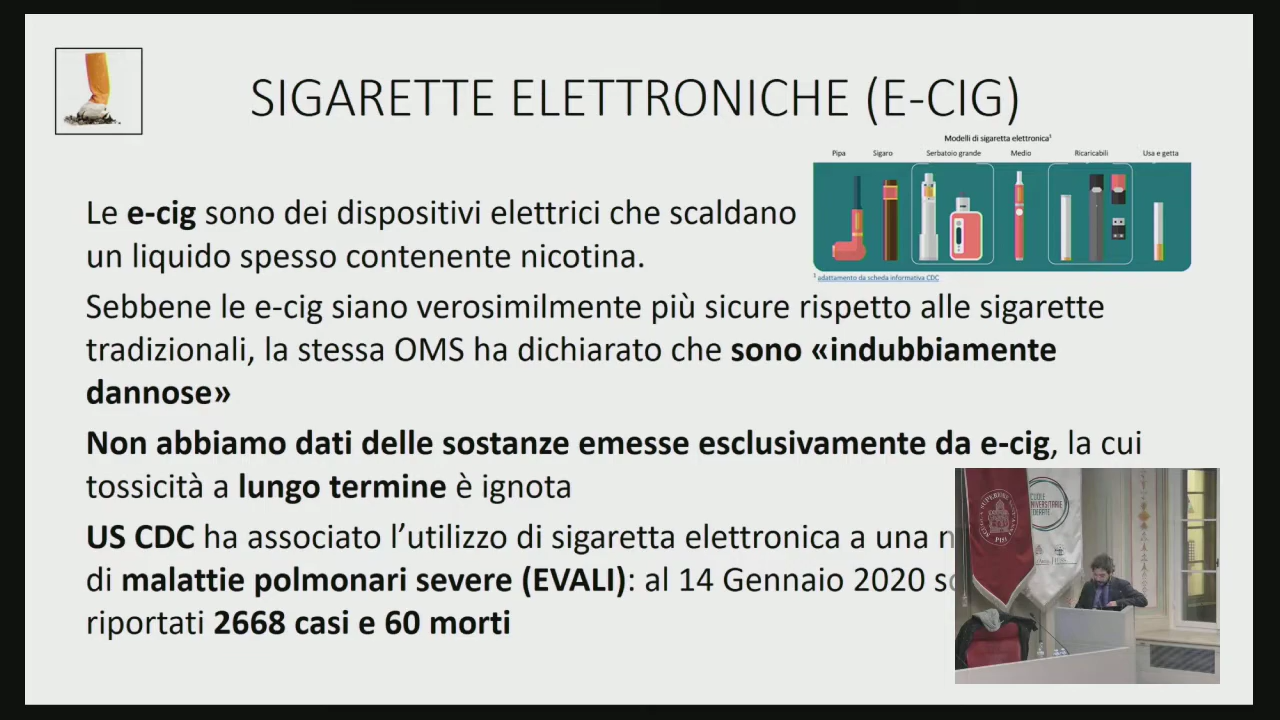 SIGARETTE ELETTRONICHE (E-CIG)
Modelli di sigaretta elettronica¹
Pipa Sigaro Serbatoio grande Medio Ricaricabili Usa e getta
Le e-cig sono dei dispositivi elettrici che scaldano
un liquido spesso contenente nicotina.
¹ adattamento da scheda informativa CDC
Sebbene le e-cig siano verosimilmente più sicure rispetto alle sigarette
tradizionali, la stessa OMS ha dichiarato che sono «indubbiamente
dannose»
Non abbiamo dati delle sostanze emesse esclusivamente da e-cig, la cui
tossicità a lungo termine è ignota
US CDC ha associato l’utilizzo di sigaretta elettronica a una
di malattie polmonari severe (EVALI): al 14 Gennaio 2020
riportati 2668 casi e 60 morti